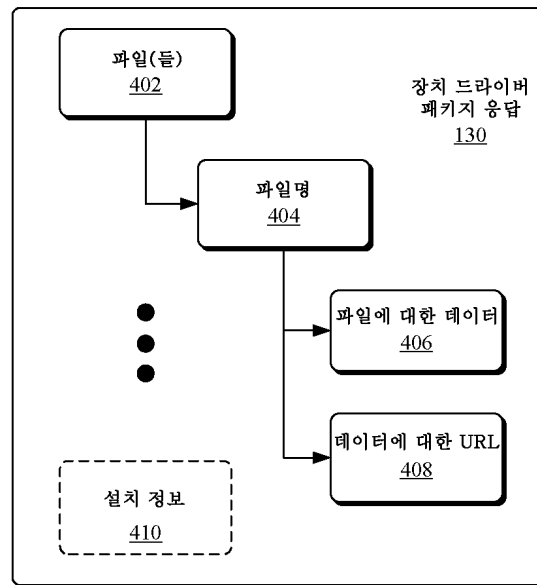 파일(들)
402
장치 드라이버
패키지 응답
130
파일명
404
파일에 대한 데이터
406
데이터에 대한 URL
408
설치 정보
410